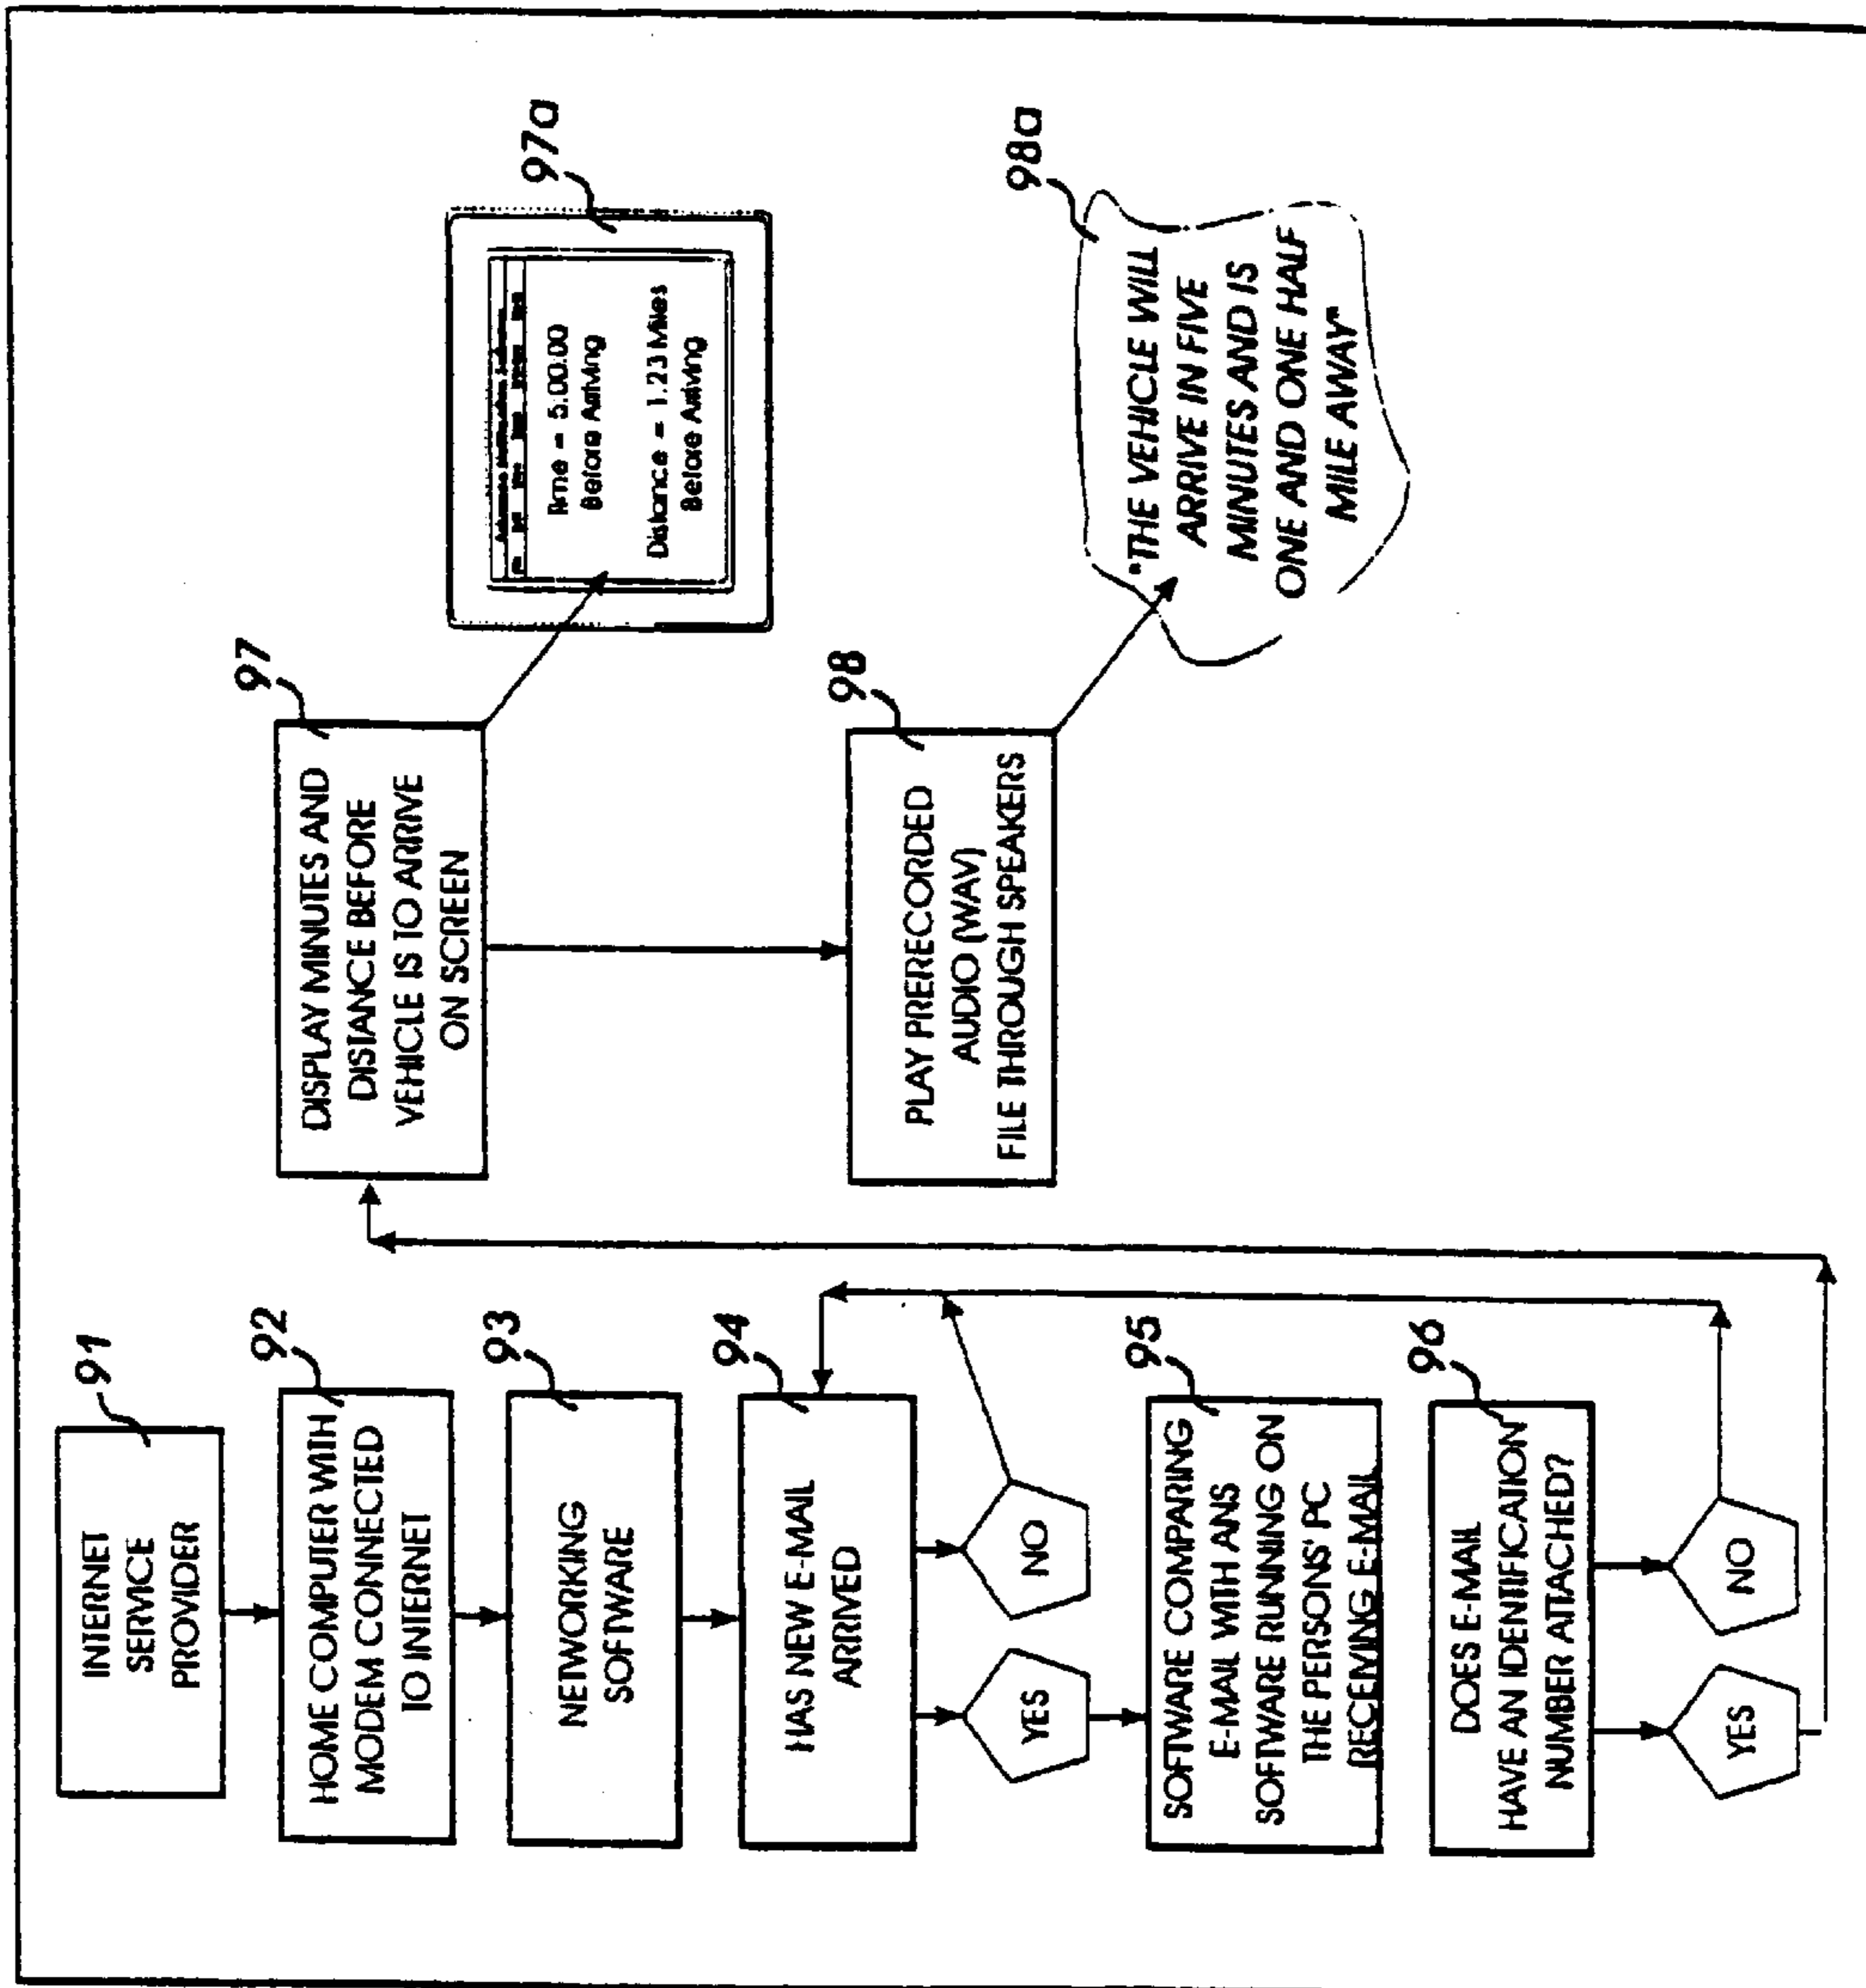 91
INTERNET
SERVICE
PROVIDER
92
HOME COMPUTER WITH
MODEM CONNECTED
TO INTERNET
93
NETWORKING
SOFTWARE
94
HAS NEW E-MAIL
ARRIVED
YES
NO
95
SOFTWARE COMPARING
E-MAIL WITH ANS
SOFTWARE RUNNING ON
THE PERSONS' PC
RECEIVING E-MAIL
96
DOES E-MAIL
HAVE AN IDENTIFICATION
NUMBER ATTACHED?
YES
NO
97
DISPLAY MINUTES AND
DISTANCE BEFORE
VEHICLE IS TO ARRIVE
ON SCREEN
97a
Time = 5:00:00
Before Arriving
Distance = 1.23 Miles
Before Arriving
98
PLAY PRERECORDED
AUDIO (WAV)
FILE THROUGH SPEAKERS
98a
"THE VEHICLE WILL
ARRIVE IN FIVE
MINUTES AND IS
ONE AND ONE HALF
MILE AWAY"